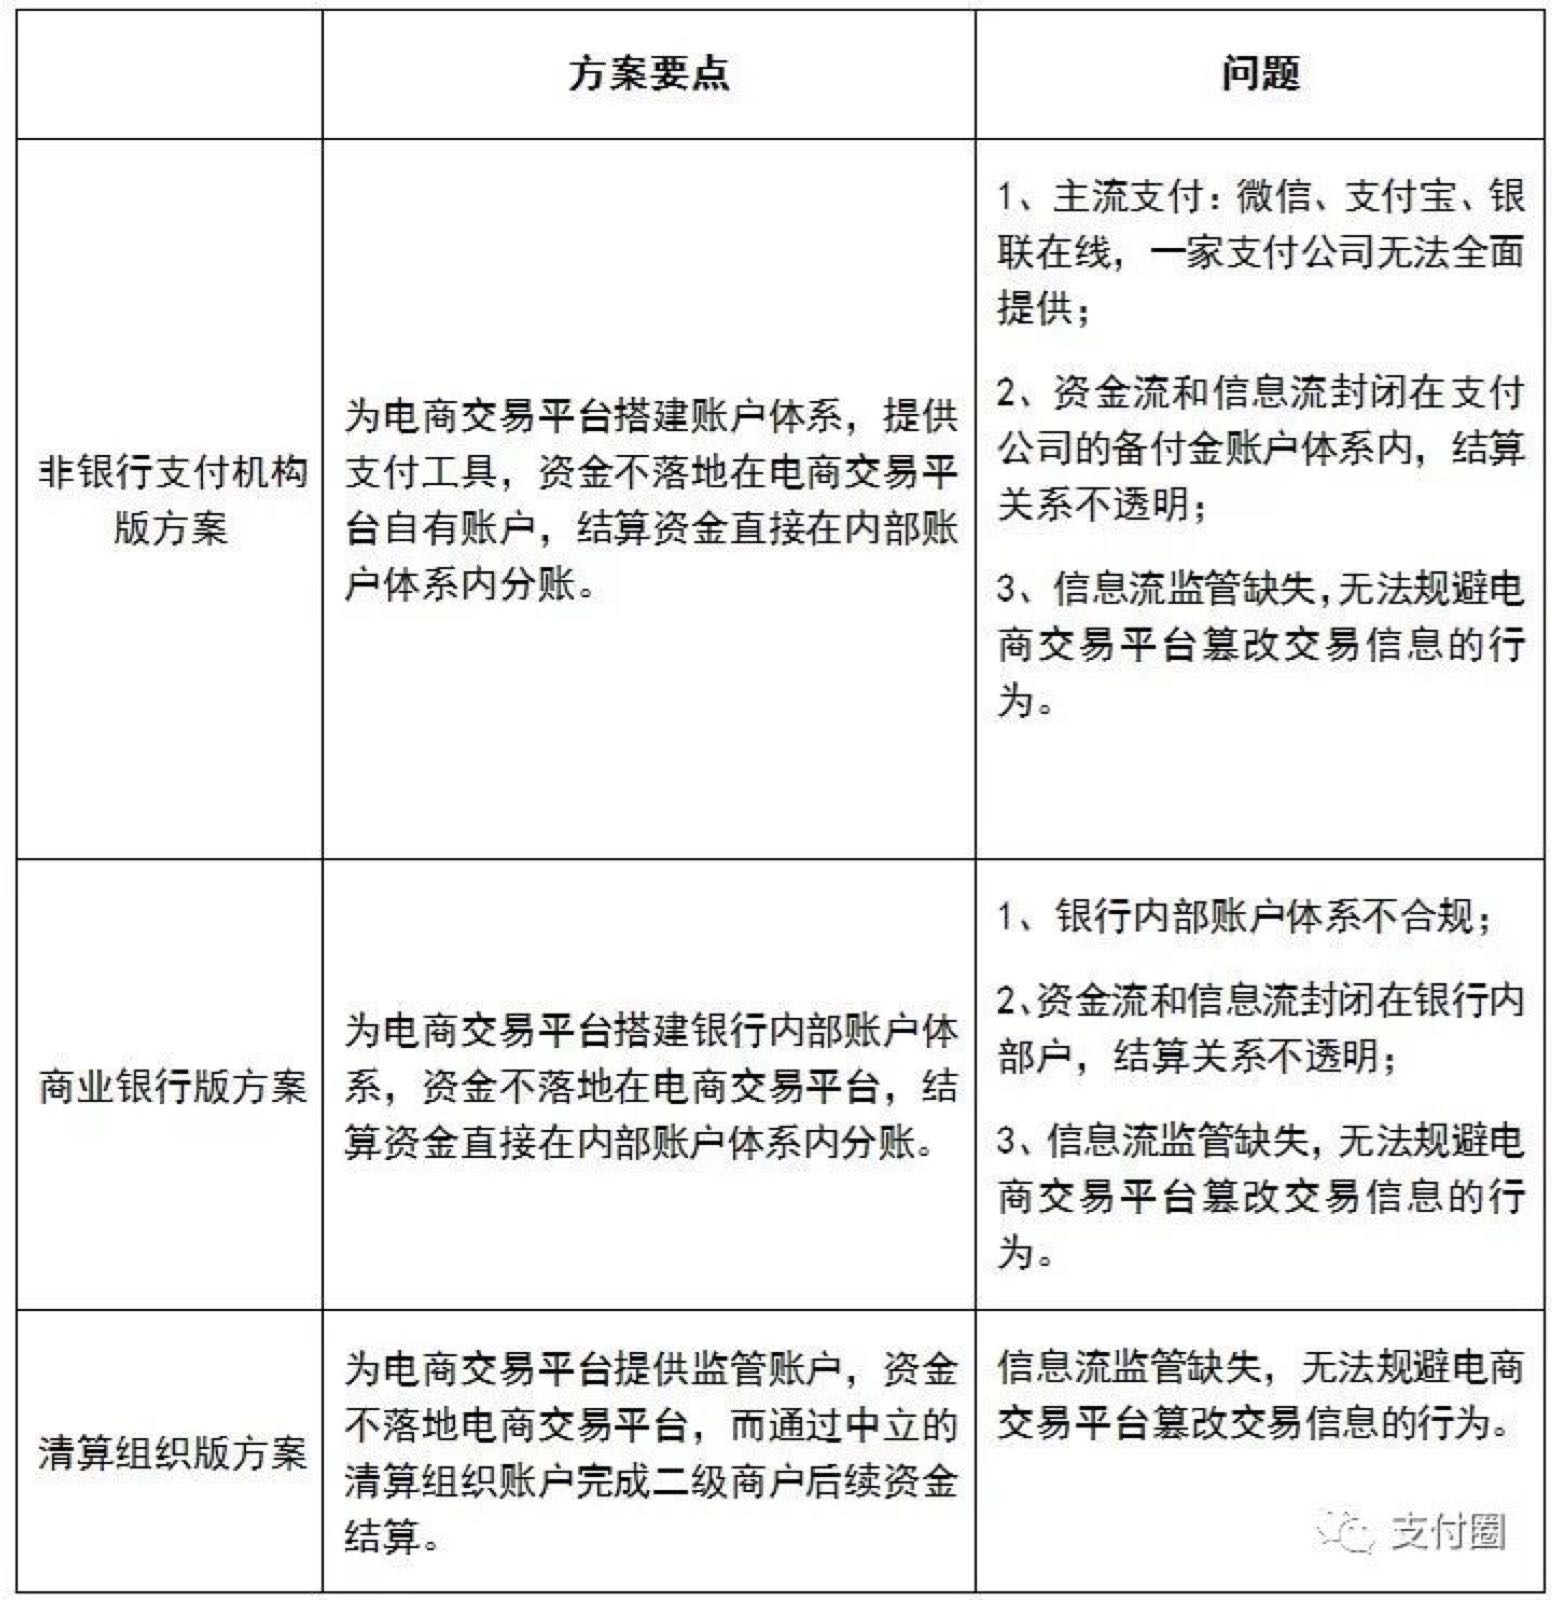 方案要点
问题
非银行支付机构
版方案
为电商交易平台搭建账户体系，提供
支付工具，资金不落地在电商交易平
台自有账户，结算资金直接在内部账
户体系内分账。
1、主流支付：微信、支付宝、银
联在线，一家支付公司无法全面
提供；
2、资金流和信息流封闭在支付
公司的备付金账户体系内，结算
关系不透明；
3、信息流监管缺失，无法规避电
商交易平台篡改交易信息的行
为。
商业银行版方案
为电商交易平台搭建银行内部账户体
系，资金不落地在电商交易平台，结
算资金直接在内部账户体系内分账。
1、银行内部账户体系不合规；
2、资金流和信息流封闭在银行内
部户，结算关系不透明；
3、信息流监管缺失，无法规避电
商交易平台篡改交易信息的行
为。
清算组织版方案
为电商交易平台提供监管账户，资金
不落地电商交易平台，而通过中立的
清算组织账户完成二级商户后续资金
结算。
信息流监管缺失，无法规避电商
交易平台篡改交易信息的行为。
支付圈